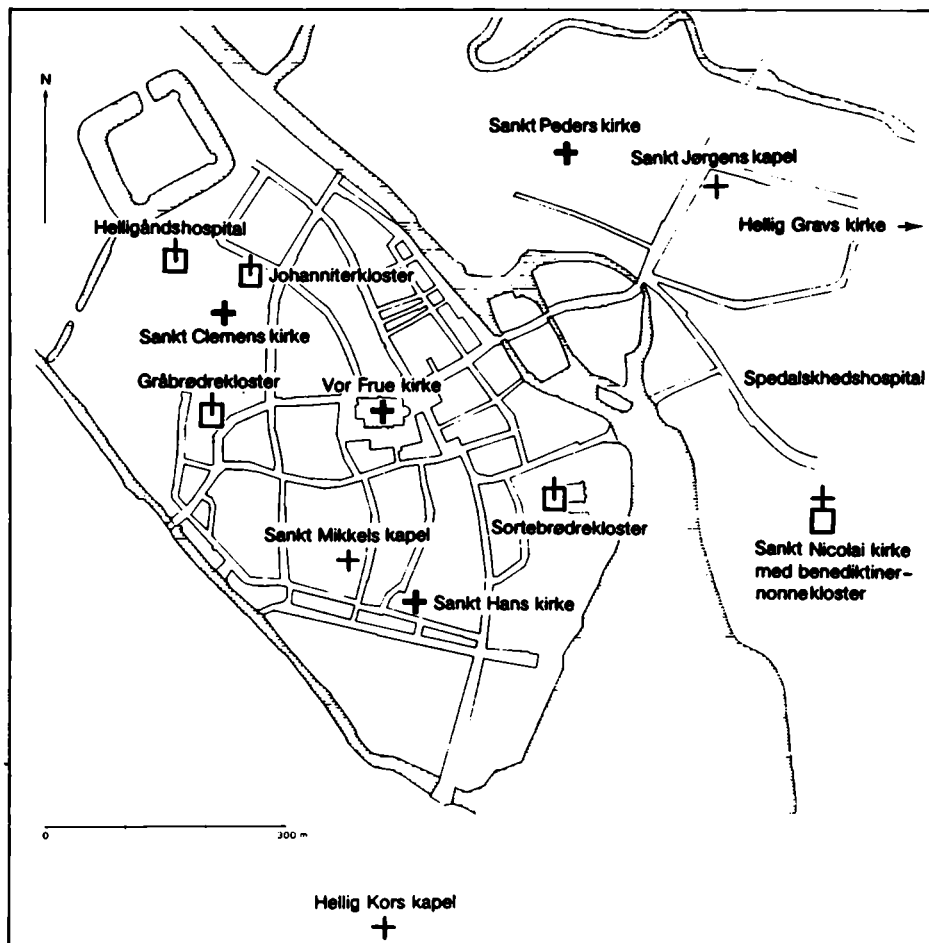 N
Sankt Peders kirke
Sankt Jørgens kapel
Hellig Gravs kirke
Helligåndshospital
Johanniterkloster
Sankt Clemens kirke
Gråbrødrekloster
Vor Frue kirke
Spedalskhedshospital
Sortebrødrekloster
Sankt Mikkels kapel
Sankt Nicolai kirke
med benediktiner-
nonnekloster
Sankt Hans kirke
0 300 m
Hellig Kors kapel